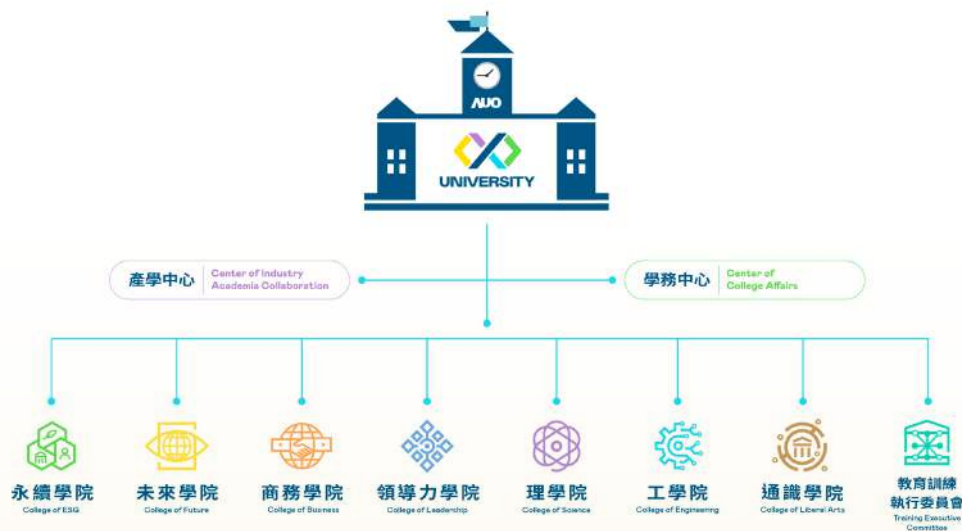 AUO
UNIVERSITY
產學中心
Center of Industry
Academia Collaboration
學務中心
Center of
College Affairs
永續學院
College of ESG
未來學院
College of Future
商務學院
College of Business
領導力學院
College of Leadership
理學院
College of Science
工學院
College of Engineering
通識學院
College of Liberal Arts
教育訓練
執行委員會
Training Executive
Committee